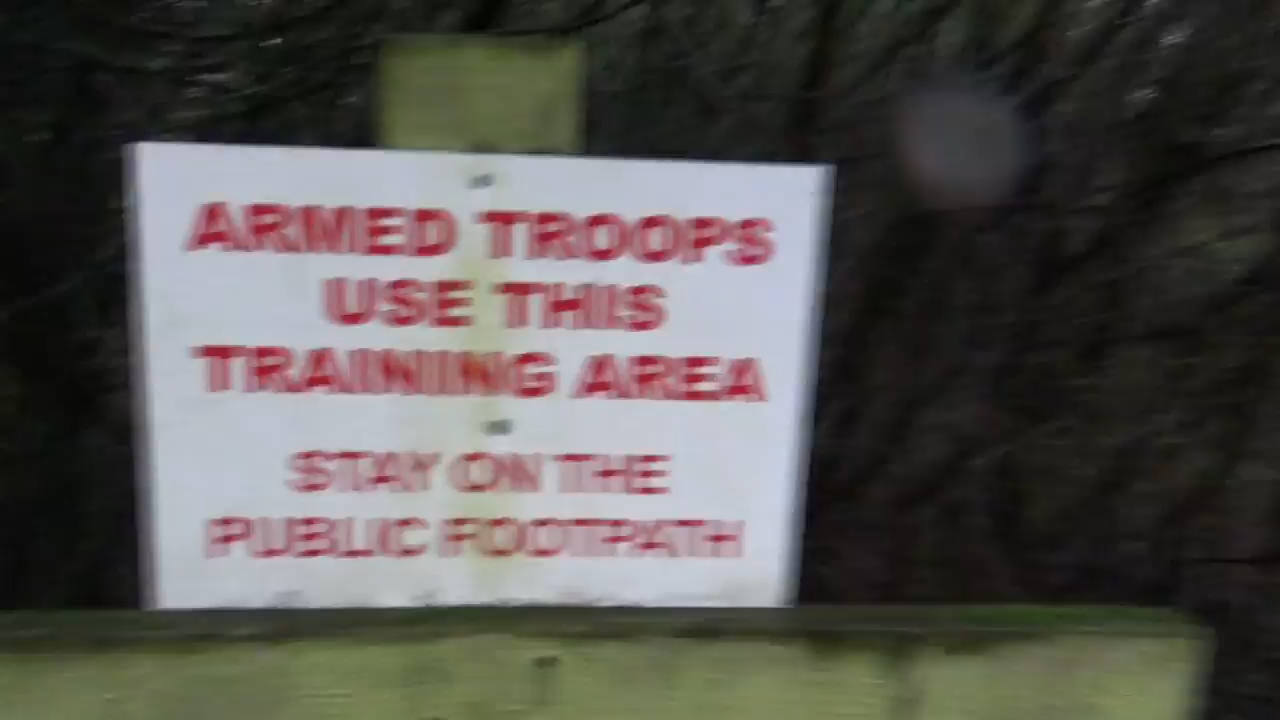 ARMED TROOPS
USE THIS
TRAINING AREA
STAY ON THE
PUBLIC FOOTPATH